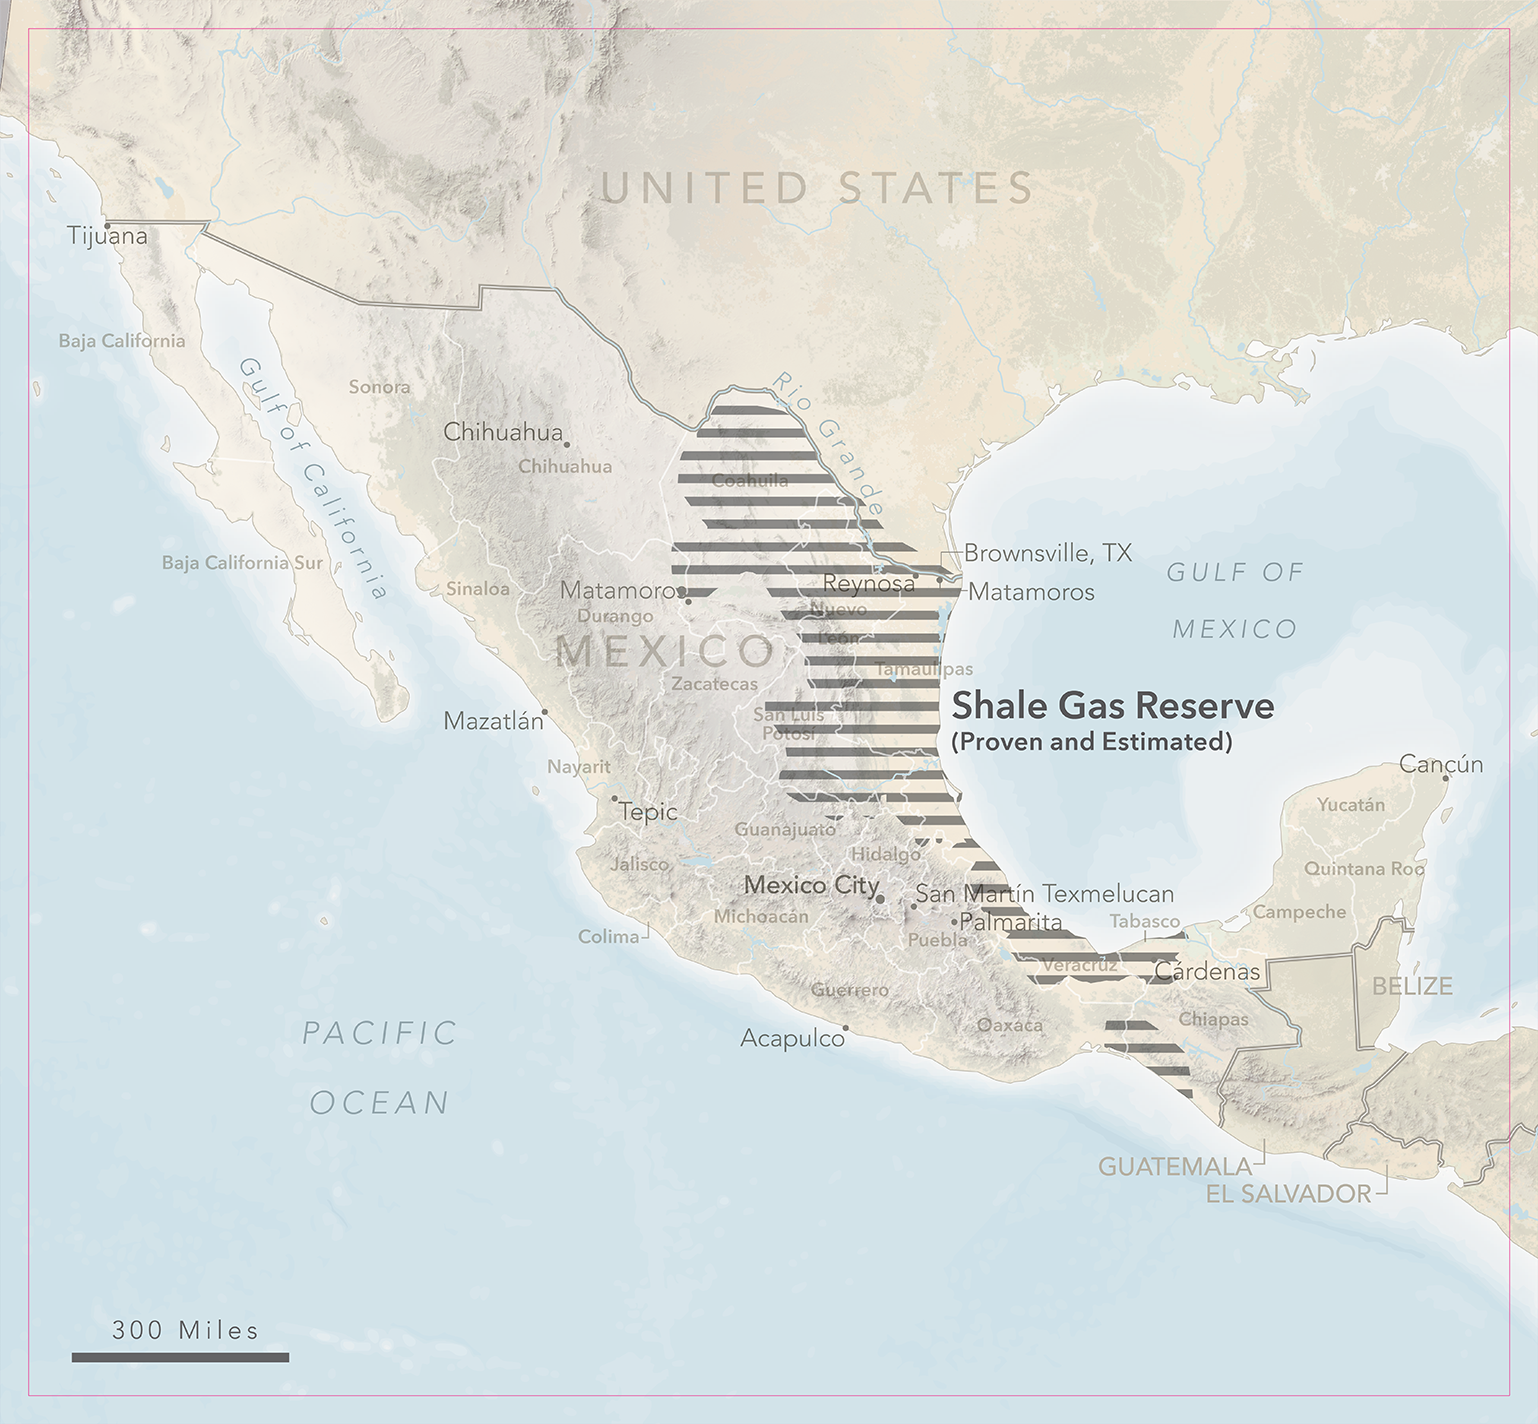 UNITED STATES
Tijuana
Baja California
Gulf of California
Sonora
Rio Grande
Chihuahua
Chihuahua
Coahuila
Baja California Sur
Brownsville, TX
GULF OF
MEXICO
Sinaloa
Matamoros
Reynosa
Matamoros
Durango
Nuevo
León
MEXICO
Tamaulipas
Zacatecas
Shale Gas Reserve
(Proven and Estimated)
Mazatlán
San Luis
Potosí
Nayarit
Cancún
Tepic
Yucatán
Guanajuato
Jalisco
Hidalgo
Quintana Roo
Mexico City
San Martín Texmelucan
Michoacán
Palmarita
Tabasco
Campeche
Colima
Puebla
Veracruz
Cárdenas
BELIZE
Guerrero
Oaxaca
Chiapas
PACIFIC
OCEAN
Acapulco
GUATEMALA
EL SALVADOR
300 Miles